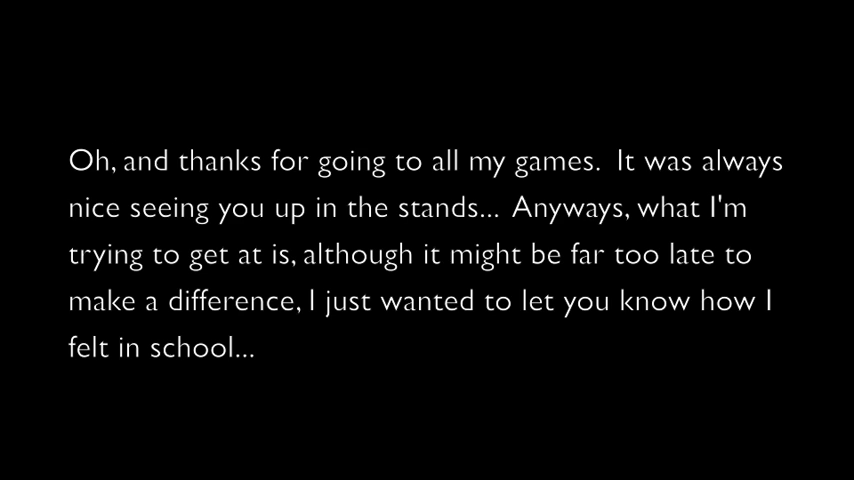 Oh, and thanks for going to all my games.  It was always
nice seeing you up in the stands...  Anyways, what I'm
trying to get at is, although it might be far too late to
make a difference, I just wanted to let you know how I
felt in school...